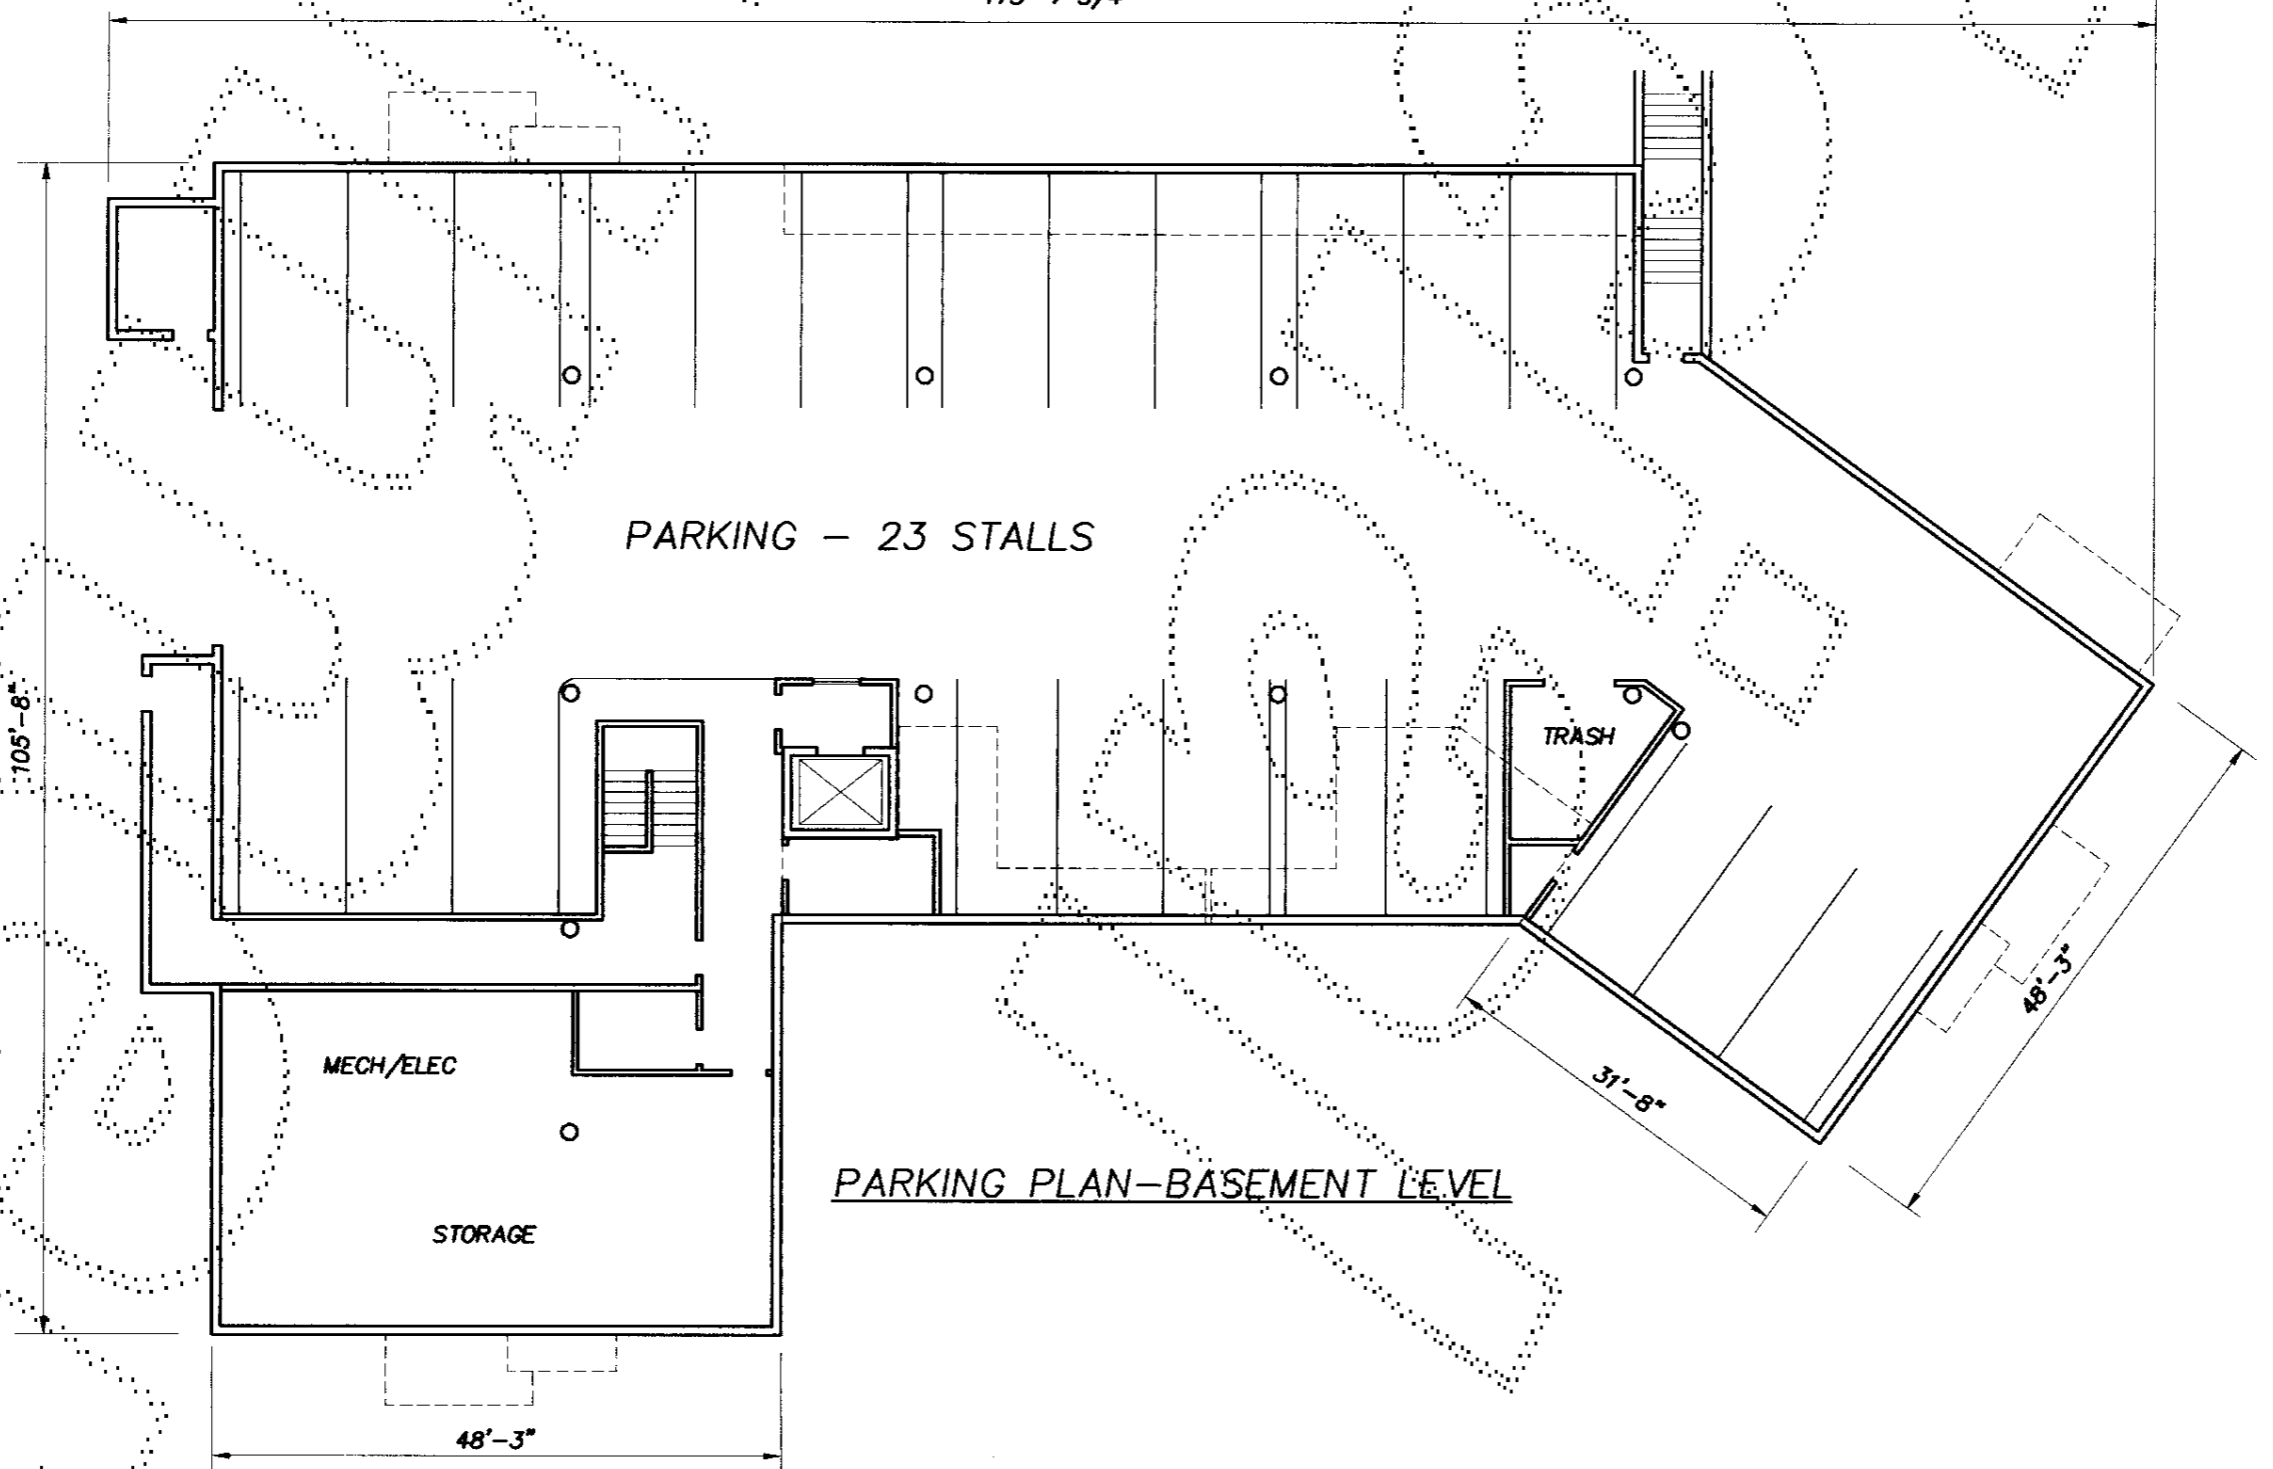 PARKING - 23 STALLS
105'-8"
TRASH
MECH/ELEC
48'-3"
31'-8"
PARKING PLAN-BASEMENT LEVEL
STORAGE
48'-3"